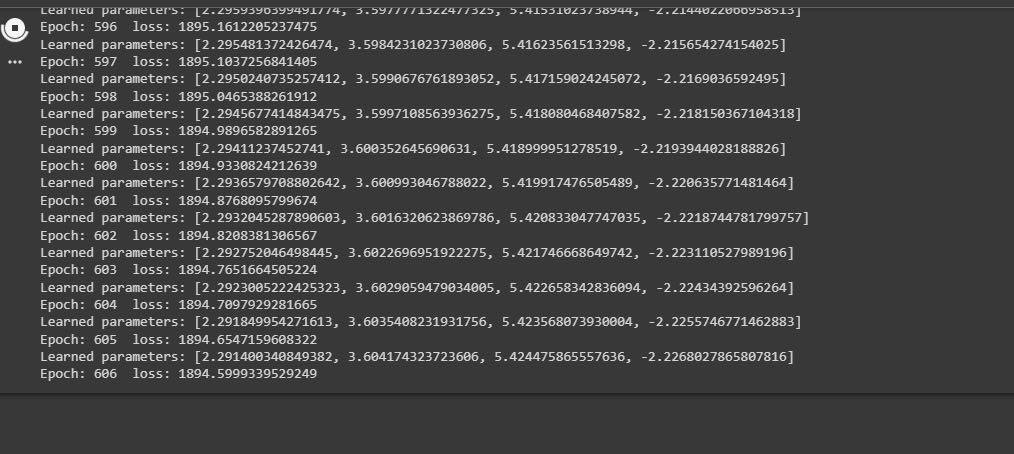 Learned parameters: [2.2959396399491774, 3.5977771322477325, 5.41531023738944, -2.2144022066958513]
Epoch: 596  loss: 1895.1612205237475
Learned parameters: [2.295481372426474, 3.5984231023730806, 5.41623561513298, -2.215654274154025]
Epoch: 597  loss: 1895.1037256841405
Learned parameters: [2.2950240735257412, 3.5990676761893052, 5.417159024245072, -2.2169036592495]
Epoch: 598  loss: 1895.0465388261912
Learned parameters: [2.2945677414843475, 3.5997108563936275, 5.418080468407582, -2.218150367104318]
Epoch: 599  loss: 1894.9896582891265
Learned parameters: [2.29411237452741, 3.600352645690631, 5.418999951278519, -2.2193944028188826]
Epoch: 600  loss: 1894.9330824212639
Learned parameters: [2.2936579708802642, 3.600993046788022, 5.419917476505489, -2.220635771481464]
Epoch: 601  loss: 1894.8768095799674
Learned parameters: [2.2932045287890603, 3.6016320623869786, 5.420833047747035, -2.2218744781799757]
Epoch: 602  loss: 1894.8208381306567
Learned parameters: [2.292752046498445, 3.6022696951922275, 5.421746668649742, -2.223110527989196]
Epoch: 603  loss: 1894.7651664505224
Learned parameters: [2.2923005222425323, 3.6029059479034005, 5.422658342836094, -2.22434392596264]
Epoch: 604  loss: 1894.7097929281665
Learned parameters: [2.291849954271613, 3.6035408231931756, 5.423568073930004, -2.2255746771462883]
Epoch: 605  loss: 1894.6547159608322
Learned parameters: [2.291400340849382, 3.604174323723606, 5.424475865557636, -2.2268027865807816]
Epoch: 606  loss: 1894.5999339529249